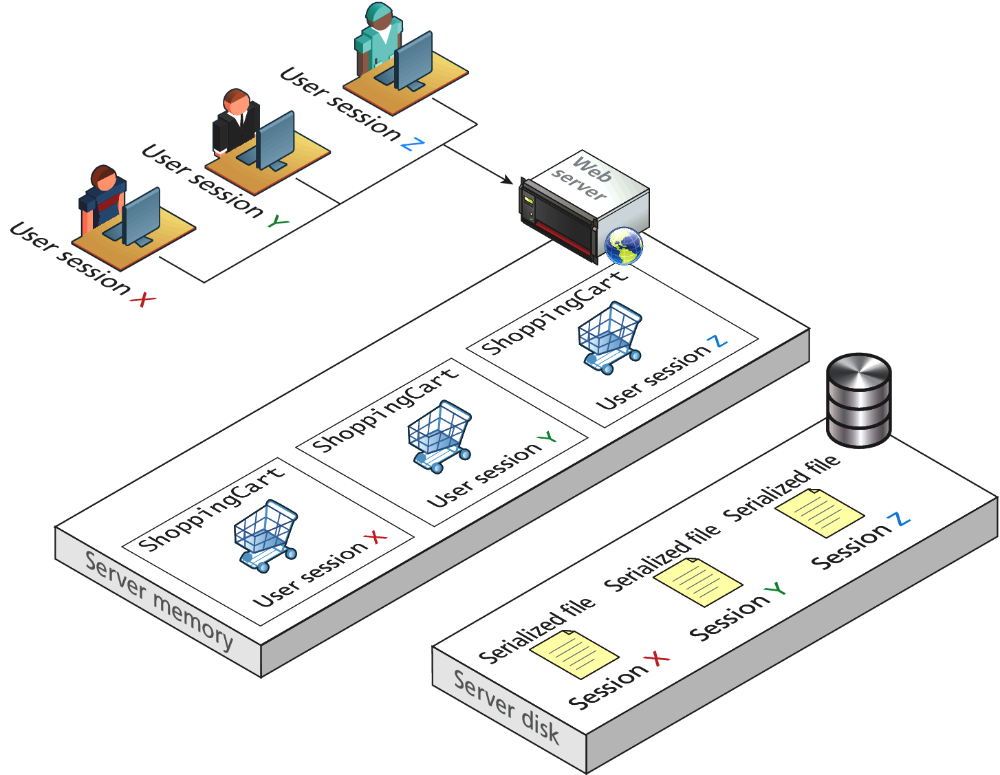 User session Z
User session Y
User session X
Web
server
ShoppingCart
User session Z
ShoppingCart
User session Y
ShoppingCart
User session X
Server memory
Serialized file
Session Z
Serialized file
Session Y
Serialized file
Session X
Server disk